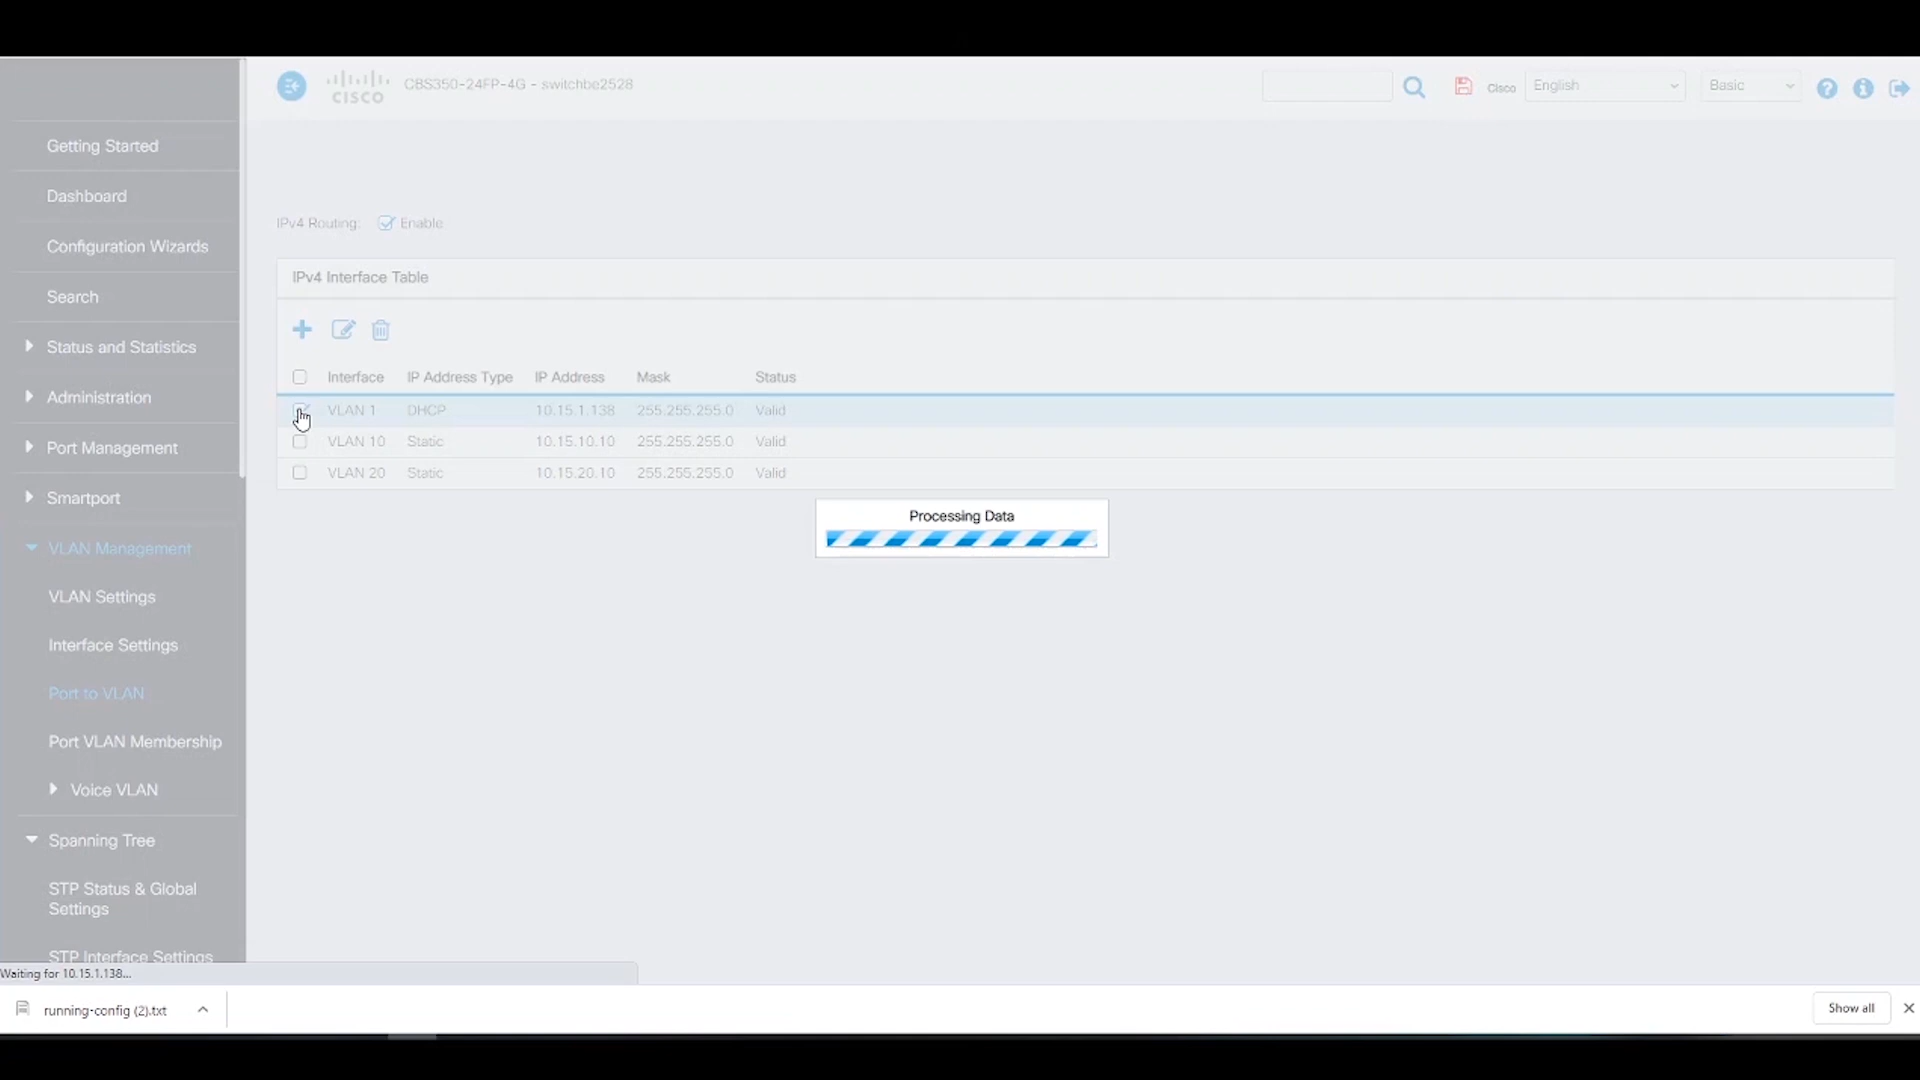 CISCO
CBS350-24FP-4G - switchbe2528
Cisco
English
Basic
Getting Started
Dashboard
Configuration Wizards
Search
Status and Statistics
Administration
Port Management
Smartport
VLAN Management
VLAN Settings
Interface Settings
Port to VLAN
Port VLAN Membership
Voice VLAN
Spanning Tree
STP Status & Global
Settings
STP Interface Settings
IPv4 Routing: Enable
IPv4 Interface Table
Interface IP Address Type IP Address Mask Status
VLAN 1 DHCP 10.15.1.138 255.255.255.0 Valid
VLAN 10 Static 10.15.10.10 255.255.255.0 Valid
VLAN 20 Static 10.15.20.10 255.255.255.0 Valid
Processing Data
Waiting for 10.15.1.138...
running-config (2).txt
Show all